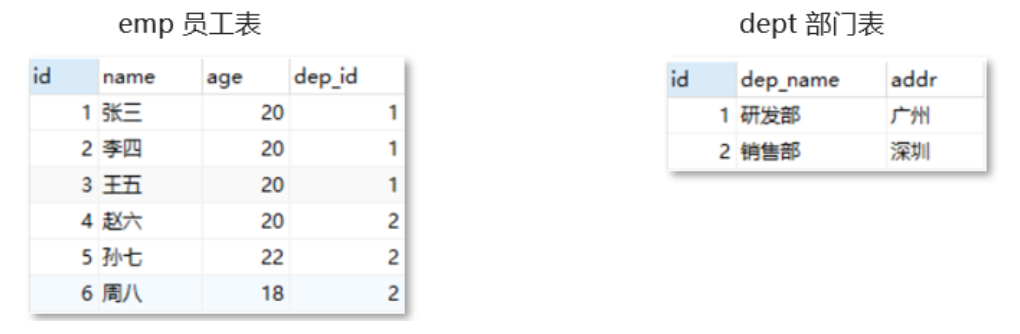 emp 员工表
id name age dep_id
1 张三 20 1
2 李四 20 1
3 王五 20 1
4 赵六 20 2
5 孙七 22 2
6 周八 18 2
dept 部门表
id dep_name addr
1 研发部 广州
2 销售部 深圳